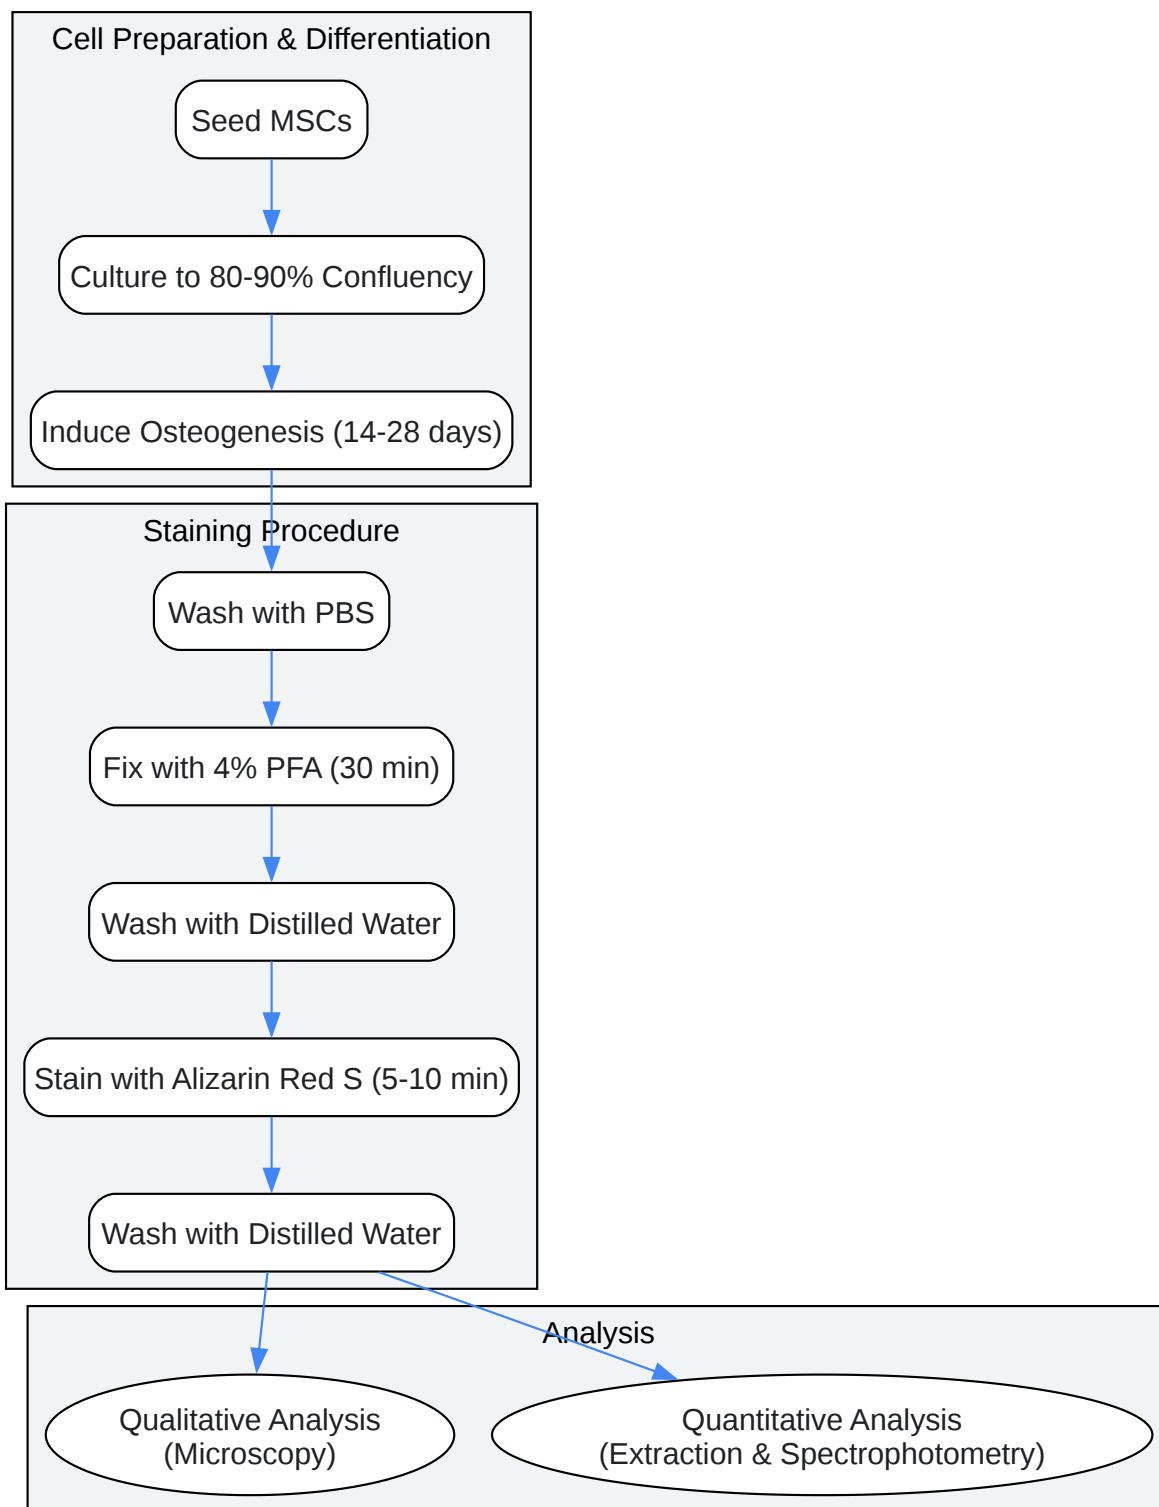 Cell Preparation & Differentiation
Seed MSCs
Culture to 80-90% Confluency
Induce Osteogenesis (14-28 days)
Staining Procedure
Wash with PBS
Fix with 4% PFA (30 min)
Wash with Distilled Water
Stain with Alizarin Red S (5-10 min)
Wash with Distilled Water
Analysis
Qualitative Analysis
(Microscopy)
Quantitative Analysis
(Extraction & Spectrophotometry)